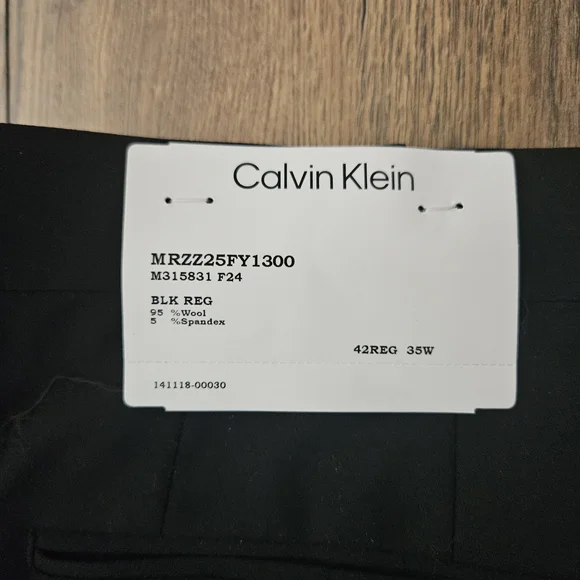 Calvin Klein
MRZZ25FY1300
M315831 F24
BLK REG
95 %Wool
5 %Spandex
42REG 35W
141118-00030